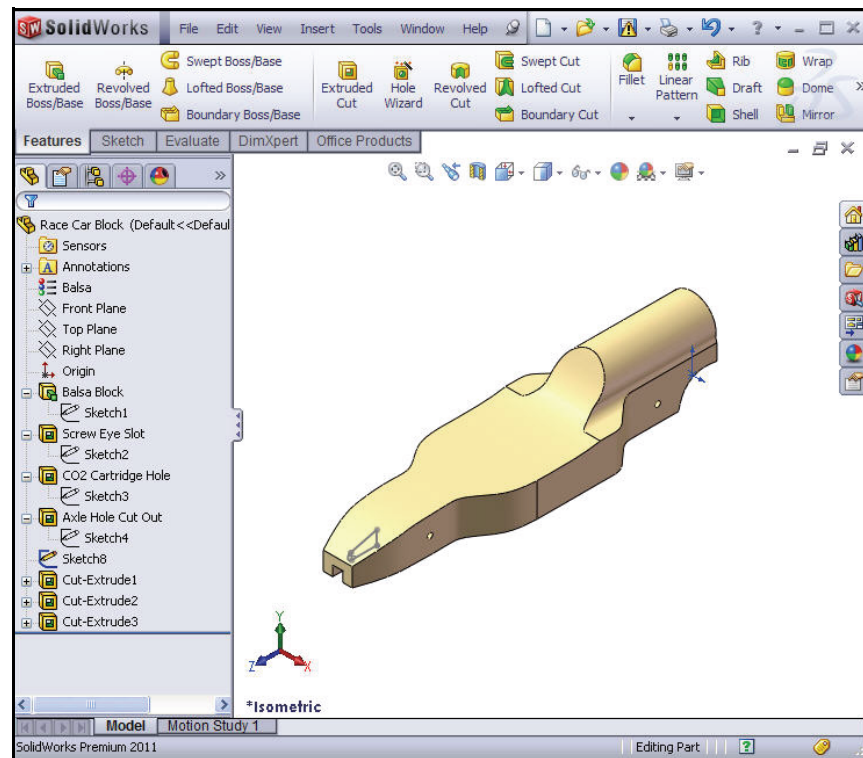 SolidWorks File Edit View Insert Tools Window Help
Extruded Boss/Base
Revolved Boss/Base
Swept Boss/Base
Lofted Boss/Base
Boundary Boss/Base
Extruded Cut
Hole Wizard
Revolved Cut
Swept Cut
Lofted Cut
Boundary Cut
Fillet
Linear Pattern
Rib
Draft
Shell
Wrap
Dome
Mirror
Features Sketch Evaluate DimXpert Office Products
Race Car Block (Default<<Defaul
Sensors
Annotations
Balsa
Front Plane
Top Plane
Right Plane
Origin
Balsa Block
Sketch1
Screw Eye Slot
Sketch2
CO2 Cartridge Hole
Sketch3
Axle Hole Cut Out
Sketch4
Sketch8
Cut-Extrude1
Cut-Extrude2
Cut-Extrude3
Y
Z X
*Isometric
Model Motion Study 1
SolidWorks Premium 2011 Editing Part